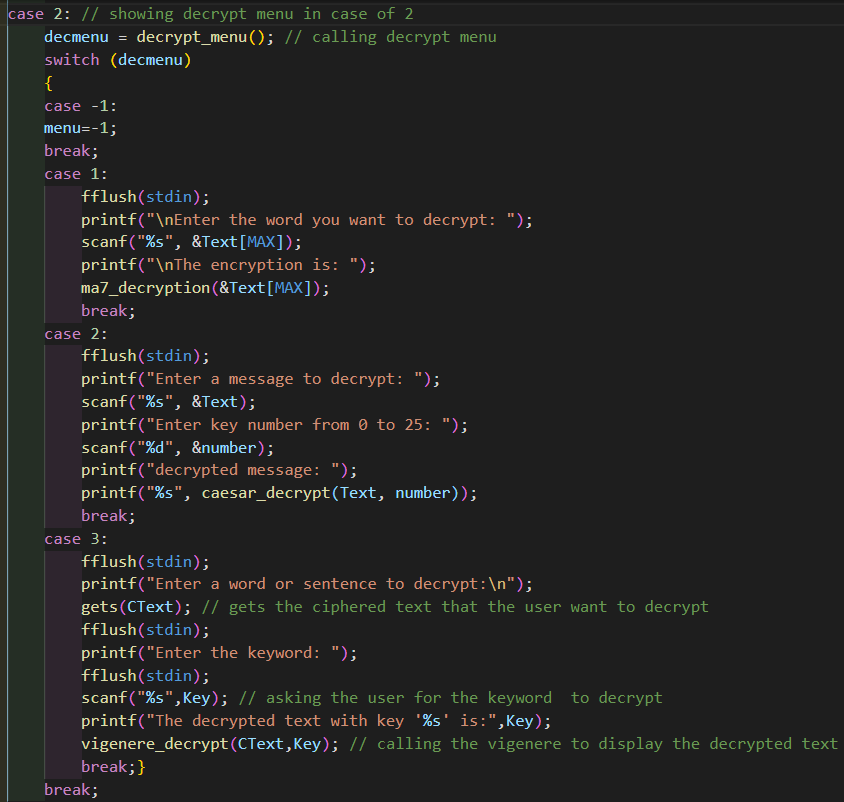 case 2: // showing decrypt menu in case of 2
decmenu = decrypt_menu(); // calling decrypt menu
switch (decmenu)
{
case -1:
menu=-1;
break;
case 1:
fflush(stdin);
printf("\nEnter the word you want to decrypt: ");
scanf("%s", &Text[MAX]);
printf("\nThe encryption is: ");
ma7_decryption(&Text[MAX]);
break;
case 2:
fflush(stdin);
printf("Enter a message to decrypt: ");
scanf("%s", &Text);
printf("Enter key number from 0 to 25: ");
scanf("%d", &number);
printf("decrypted message: ");
printf("%s", caesar_decrypt(Text, number));
break;
case 3:
fflush(stdin);
printf("Enter a word or sentence to decrypt:\n");
gets(CText); // gets the ciphered text that the user want to decrypt
fflush(stdin);
printf("Enter the keyword: ");
fflush(stdin);
scanf("%s",Key); // asking the user for the keyword  to decrypt
printf("The decrypted text with key '%s' is:",Key);
vigenere_decrypt(CText,Key); // calling the vigenere to display the decrypted text
break;}
break;